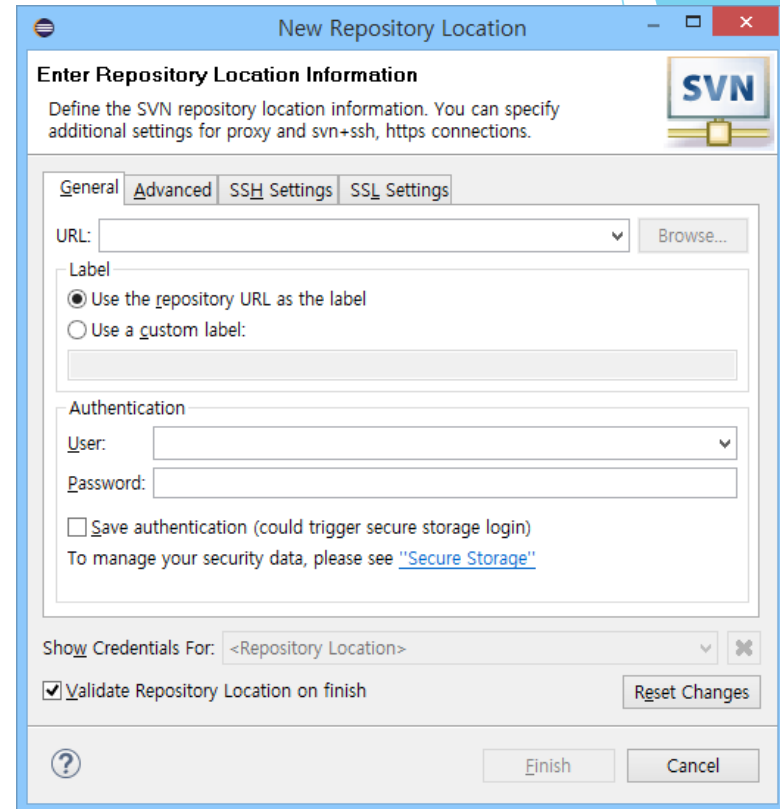 New Repository Location
Enter Repository Location Information
Define the SVN repository location information. You can specify
additional settings for proxy and svn+ssh, https connections.
SVN
General Advanced SSH Settings SSL Settings
URL: Browse...
Label
Use the repository URL as the label
Use a custom label:
Authentication
User:
Password:
Save authentication (could trigger secure storage login)
To manage your security data, please see "Secure Storage"
Show Credentials For: <Repository Location>
Validate Repository Location on finish Reset Changes
? Finish Cancel